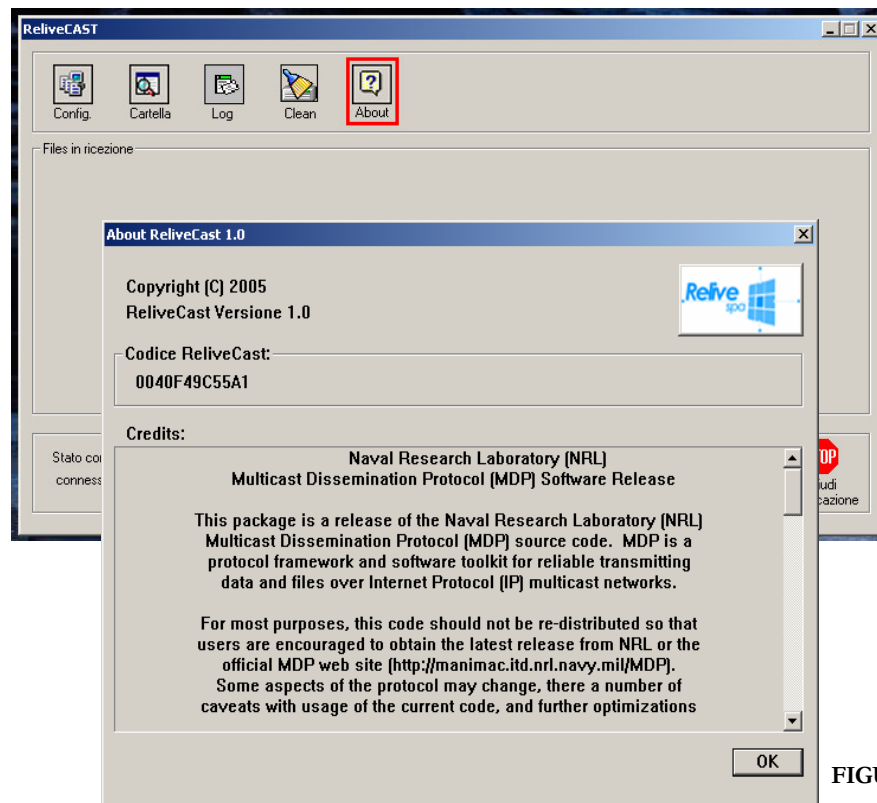 ReliveCAST
Config.
Cartella
Log
Clean
About
Files in ricezione
About ReliveCast 1.0
Copyright (C) 2005
ReliveCast Versione 1.0
Relive
spa
Codice ReliveCast:
0040F49C55A1
Credits:
Naval Research Laboratory (NRL)
Multicast Dissemination Protocol (MDP) Software Release
This package is a release of the Naval Research Laboratory (NRL)
Multicast Dissemination Protocol (MDP) source code.  MDP is a
protocol framework and software toolkit for reliable transmitting
data and files over Internet Protocol (IP) multicast networks.
For most purposes, this code should not be re-distributed so that
users are encouraged to obtain the latest release from NRL or the
official MDP web site (http://manimac.itd.nrl.navy.mil/MDP).
Some aspects of the protocol may change, there a number of
caveats with usage of the current code, and further optimizations
OK
Stato